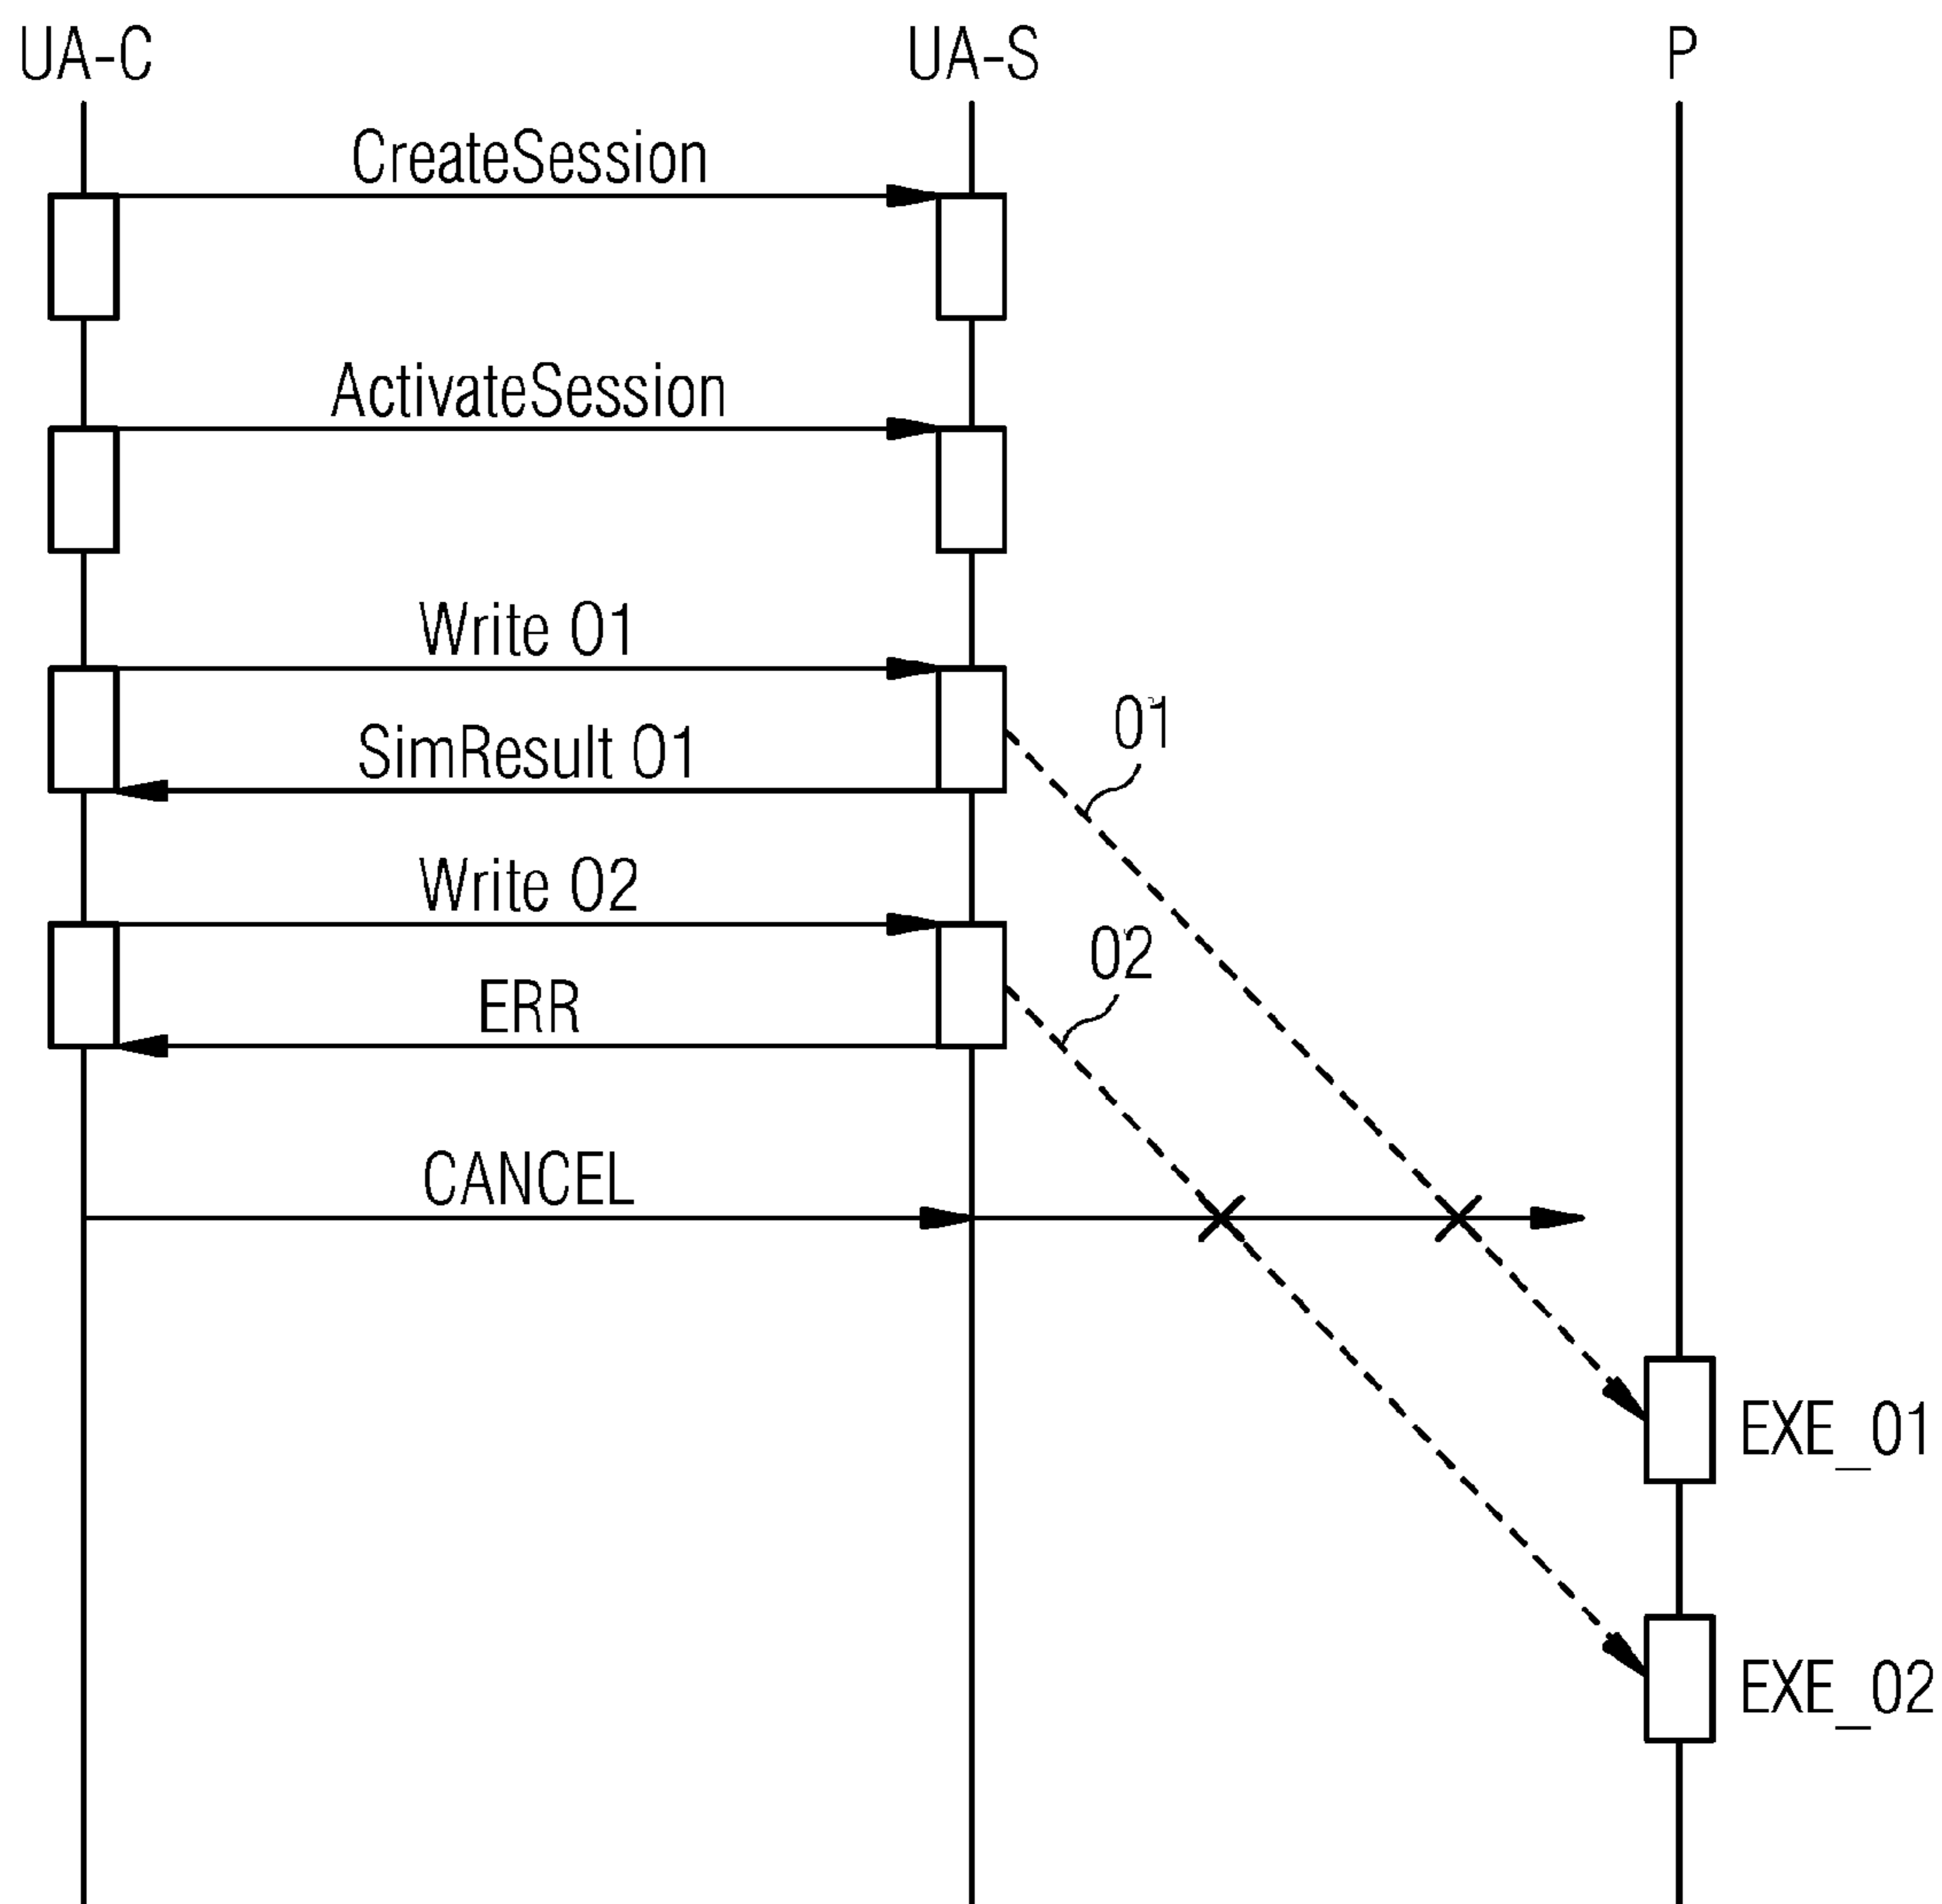 UA-C UA-S P
CreateSession
ActivateSession
Write O1
O1
SimResult O1
Write O2
O2
ERR
CANCEL
EXE_O1
EXE_O2